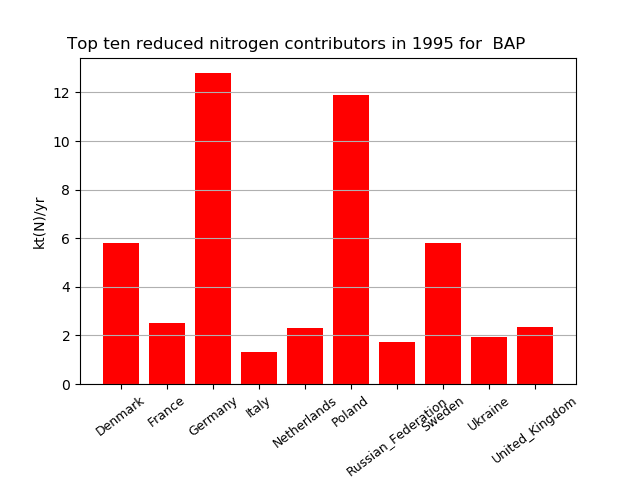 Top ten reduced nitrogen contributors in 1995 for  BAP
kt(N)/yr
12
10
8
6
4
2
0
Denmark
France
Germany
Italy
Netherlands
Poland
Russian_Federation
Sweden
Ukraine
United_Kingdom